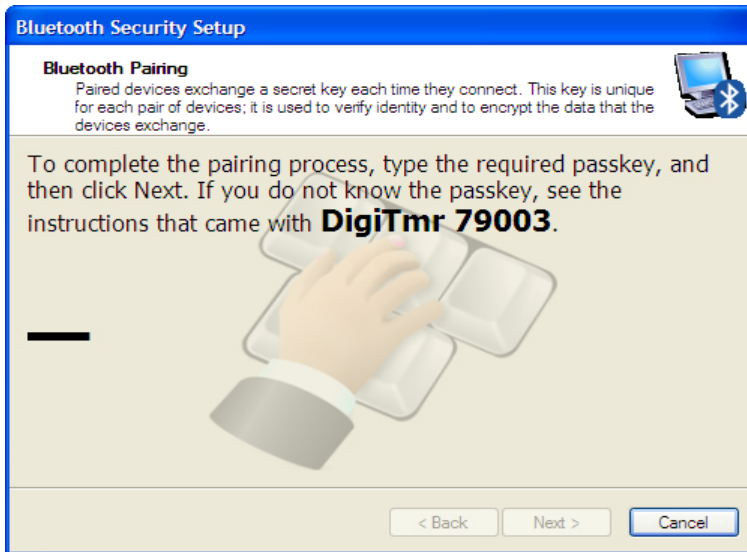 Bluetooth Security Setup
Bluetooth Pairing
Paired devices exchange a secret key each time they connect. This key is unique
for each pair of devices; it is used to verify identity and to encrypt the data that the
devices exchange.
To complete the pairing process, type the required passkey, and
then click Next. If you do not know the passkey, see the
instructions that came with DigiTmr 79003.
< Back
Next >
Cancel